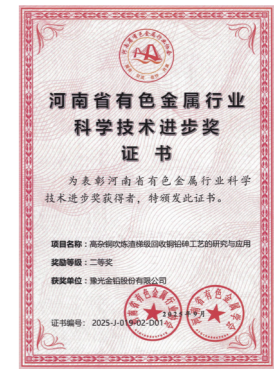 河南省有色金属行业
科学技术进步奖
证书
为表彰河南省有色金属行业科学
技术进步奖获得者，特颁发此证书。
项目名称：高杂铜吹炼渣梯级回收铜铅砷工艺的研究与应用
奖励等级：二等奖
获奖单位：豫光金铅股份有限公司
证书编号： 2025-J-019-02-D01